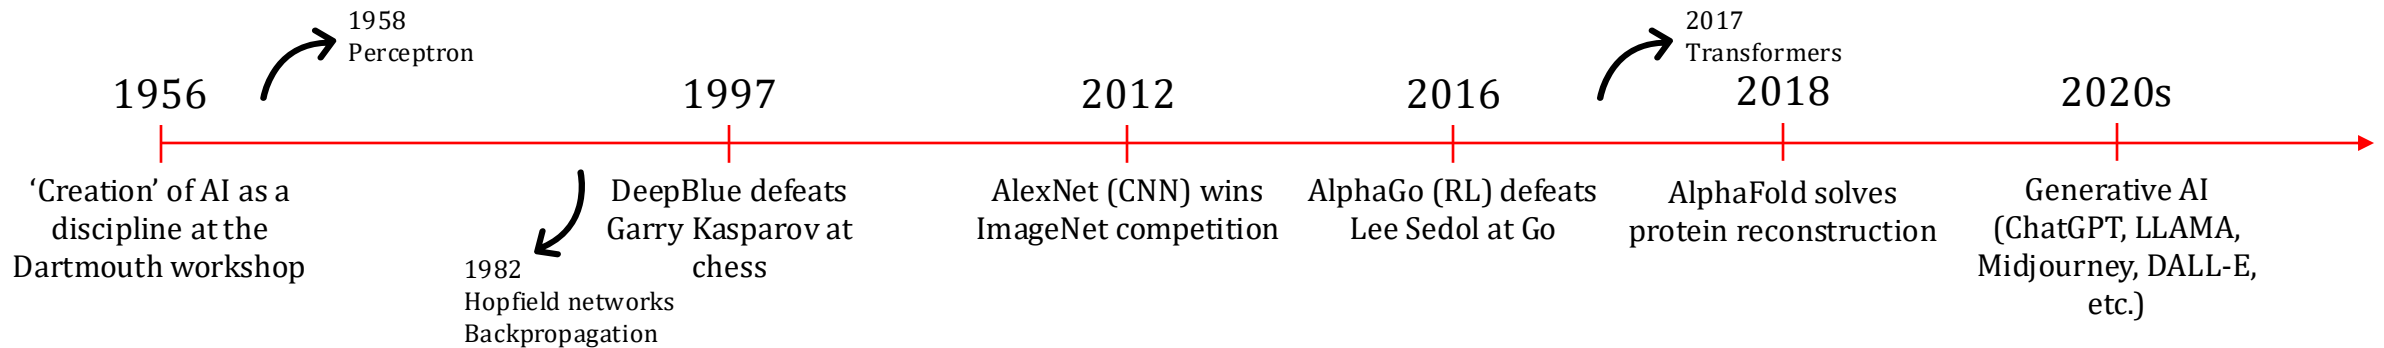 1958
Perceptron
2017
Transformers
1956
1997
2012
2016
2018
2020s
‘Creation’ of AI as a
discipline at the
Dartmouth workshop
1982
Hopfield networks
Backpropagation
DeepBlue defeats
Garry Kasparov at
chess
AlexNet (CNN) wins
ImageNet competition
AlphaGo (RL) defeats
Lee Sedol at Go
AlphaFold solves
protein reconstruction
Generative AI
(ChatGPT, LLAMA,
Midjourney, DALL-E,
etc.)